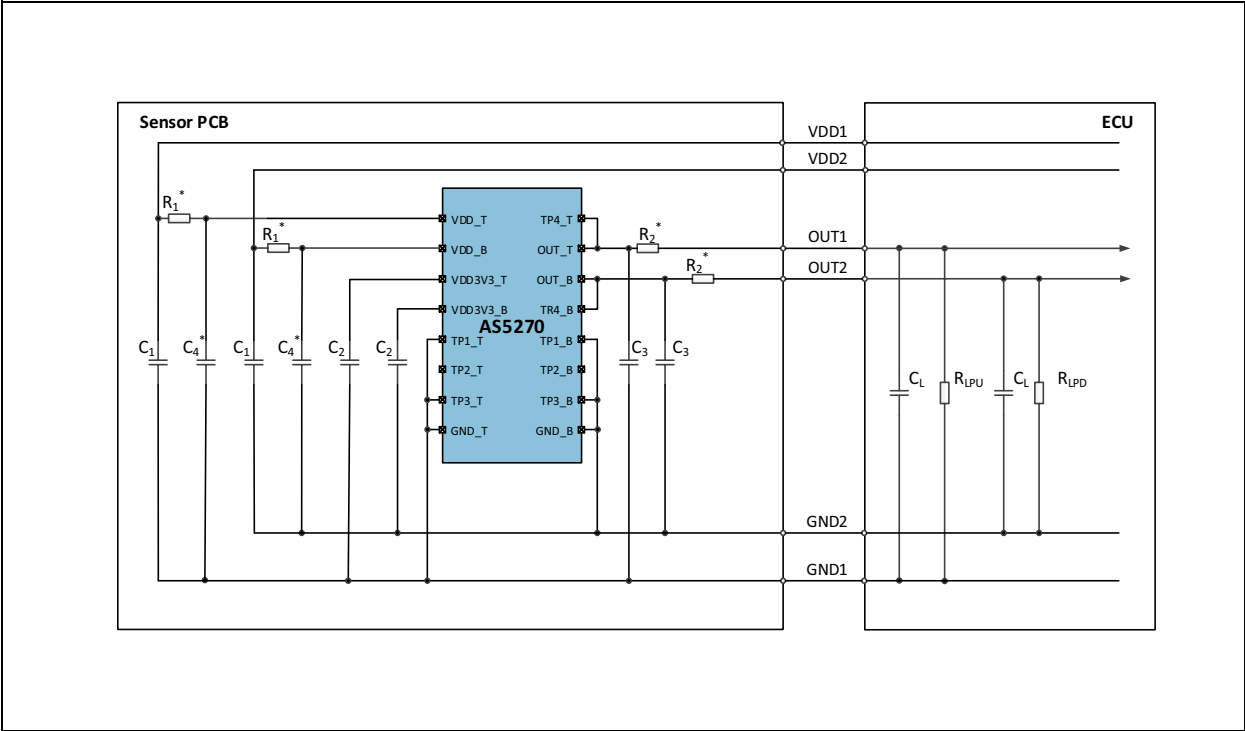 Sensor PCB
ECU
VDD1
VDD2
R1*
R1*
VDD_T
VDD_B
VDD3V3_T
VDD3V3_B
TP1_T
TP2_T
TP3_T
GND_T
AS5270
TP4_T
OUT_T
OUT_B
TR4_B
TP1_B
TP2_B
TP3_B
GND_B
R2*
R2*
OUT1
OUT2
C1
C4*
C1
C4*
C2
C2
C3
C3
CL
RLPU
CL
RLPD
GND2
GND1